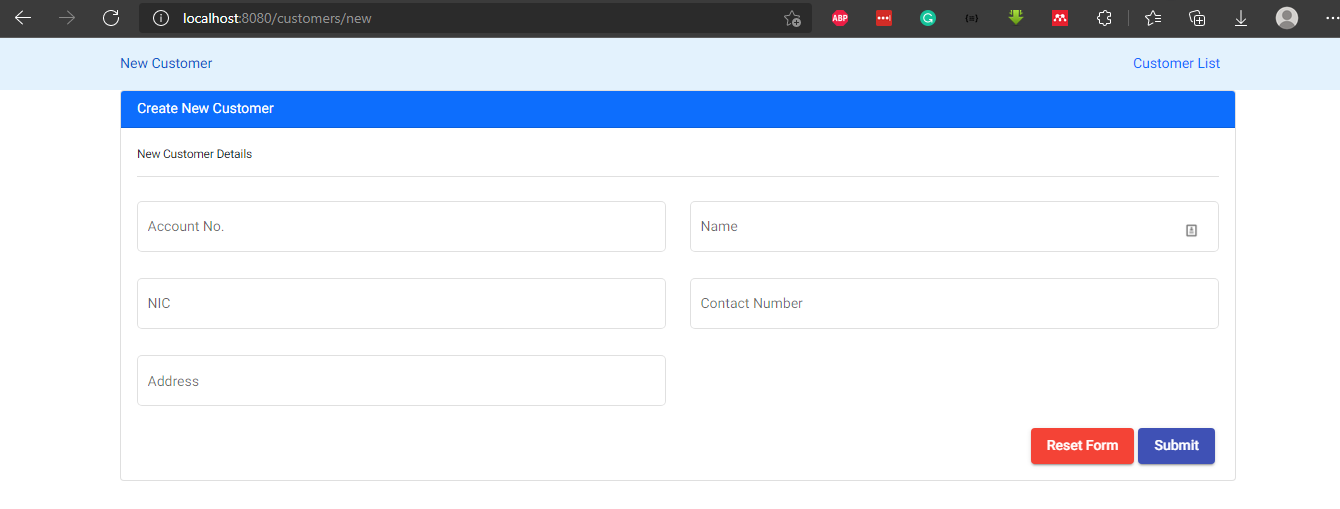 localhost:8080/customers/new
ABP
New Customer
Customer List
Create New Customer
New Customer Details
Account No.
Name
NIC
Contact Number
Address
Reset Form
Submit